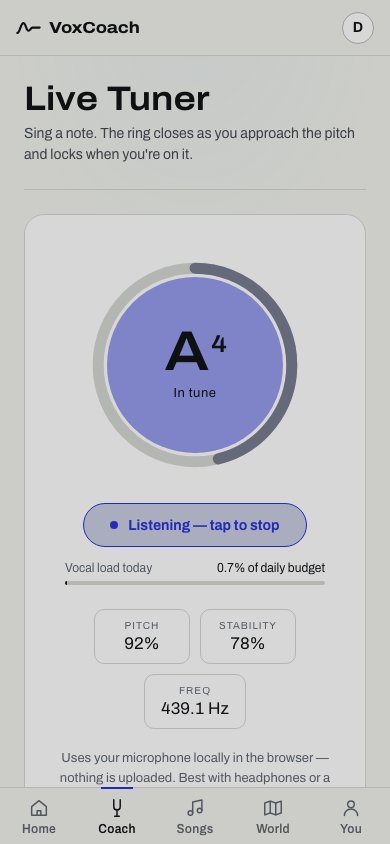 VoxCoach
D
Live Tuner
Sing a note. The ring closes as you approach the pitch
and locks when you're on it.
A4
In tune
Listening — tap to stop
Vocal load today 0.7% of daily budget
PITCH STABILITY
92% 78%
FREQ
439.1 Hz
Uses your microphone locally in the browser —
nothing is uploaded. Best with headphones or a
Home Coach Songs World You